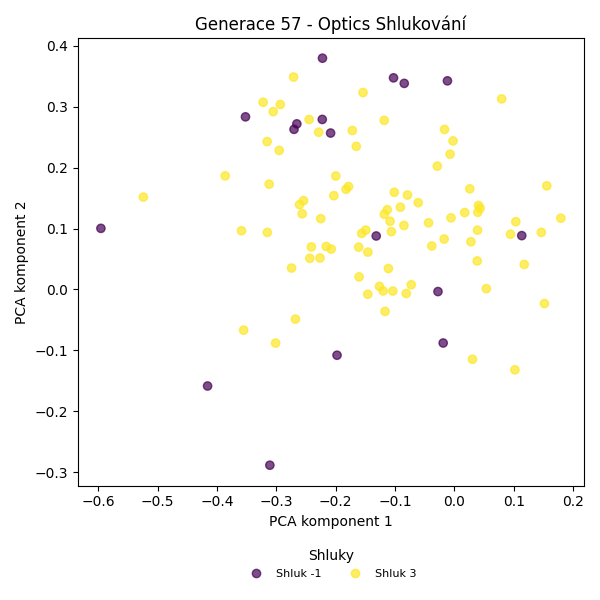 Generace 57 - Optics Shlukování
PCA komponent 2
0.4
0.3
0.2
0.1
0.0
−0.1
−0.2
−0.3
−0.6 −0.5 −0.4 −0.3 −0.2 −0.1 0.0 0.1 0.2
PCA komponent 1
Shluky
Shluk -1 Shluk 3